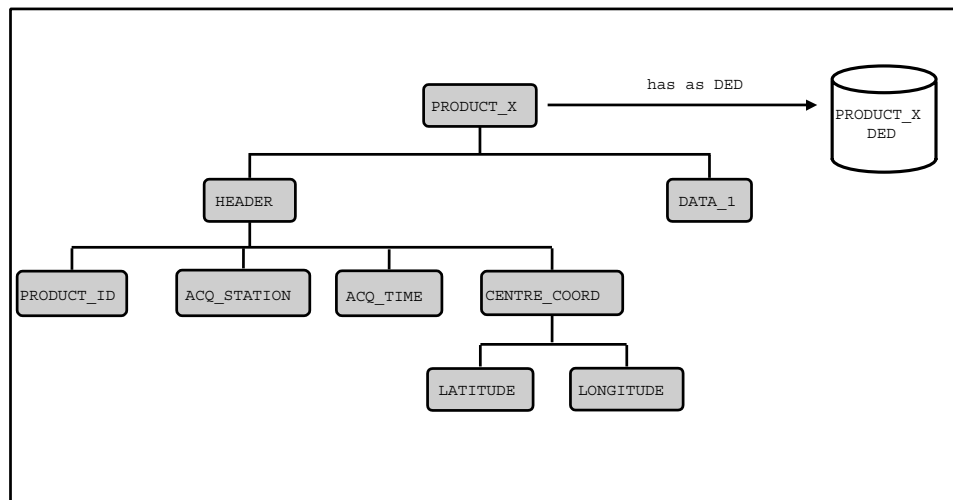 has as DED
PRODUCT_X
PRODUCT_X
DED
HEADER
DATA_1
PRODUCT_ID
ACQ_STATION
ACQ_TIME
CENTRE_COORD
LATITUDE
LONGITUDE